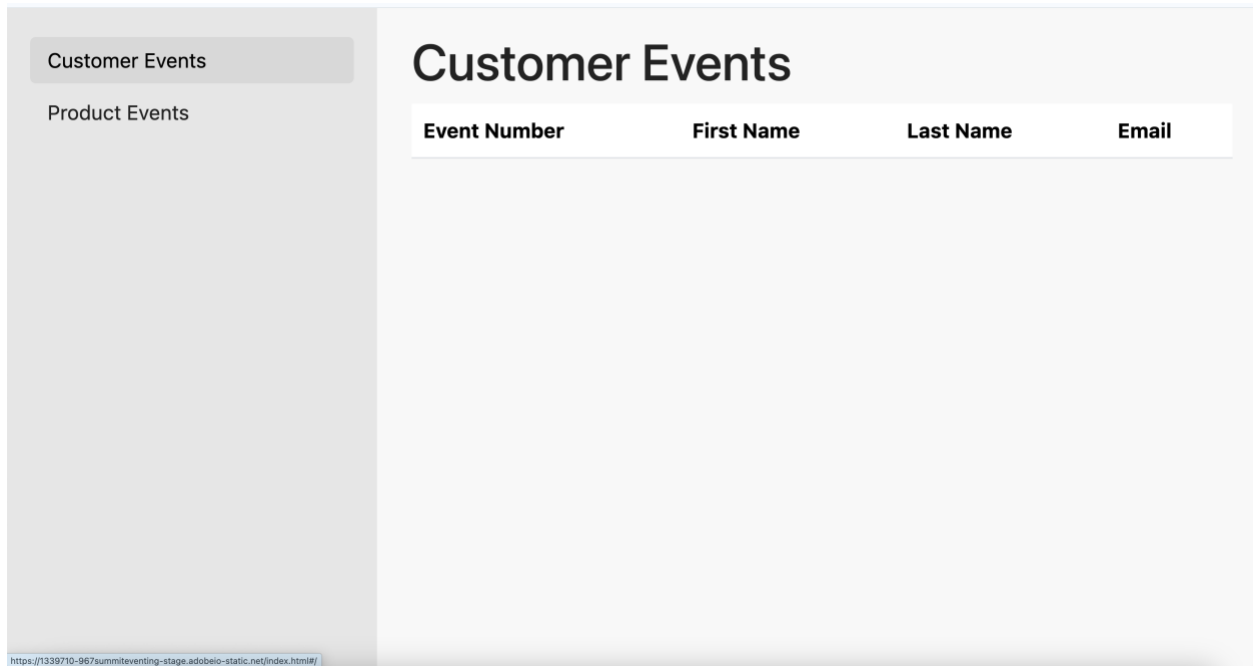 Customer Events
Product Events
Customer Events
Event Number First Name Last Name Email
https://1339710-967summiteventing-stage.adobeio-static.net/index.html#/